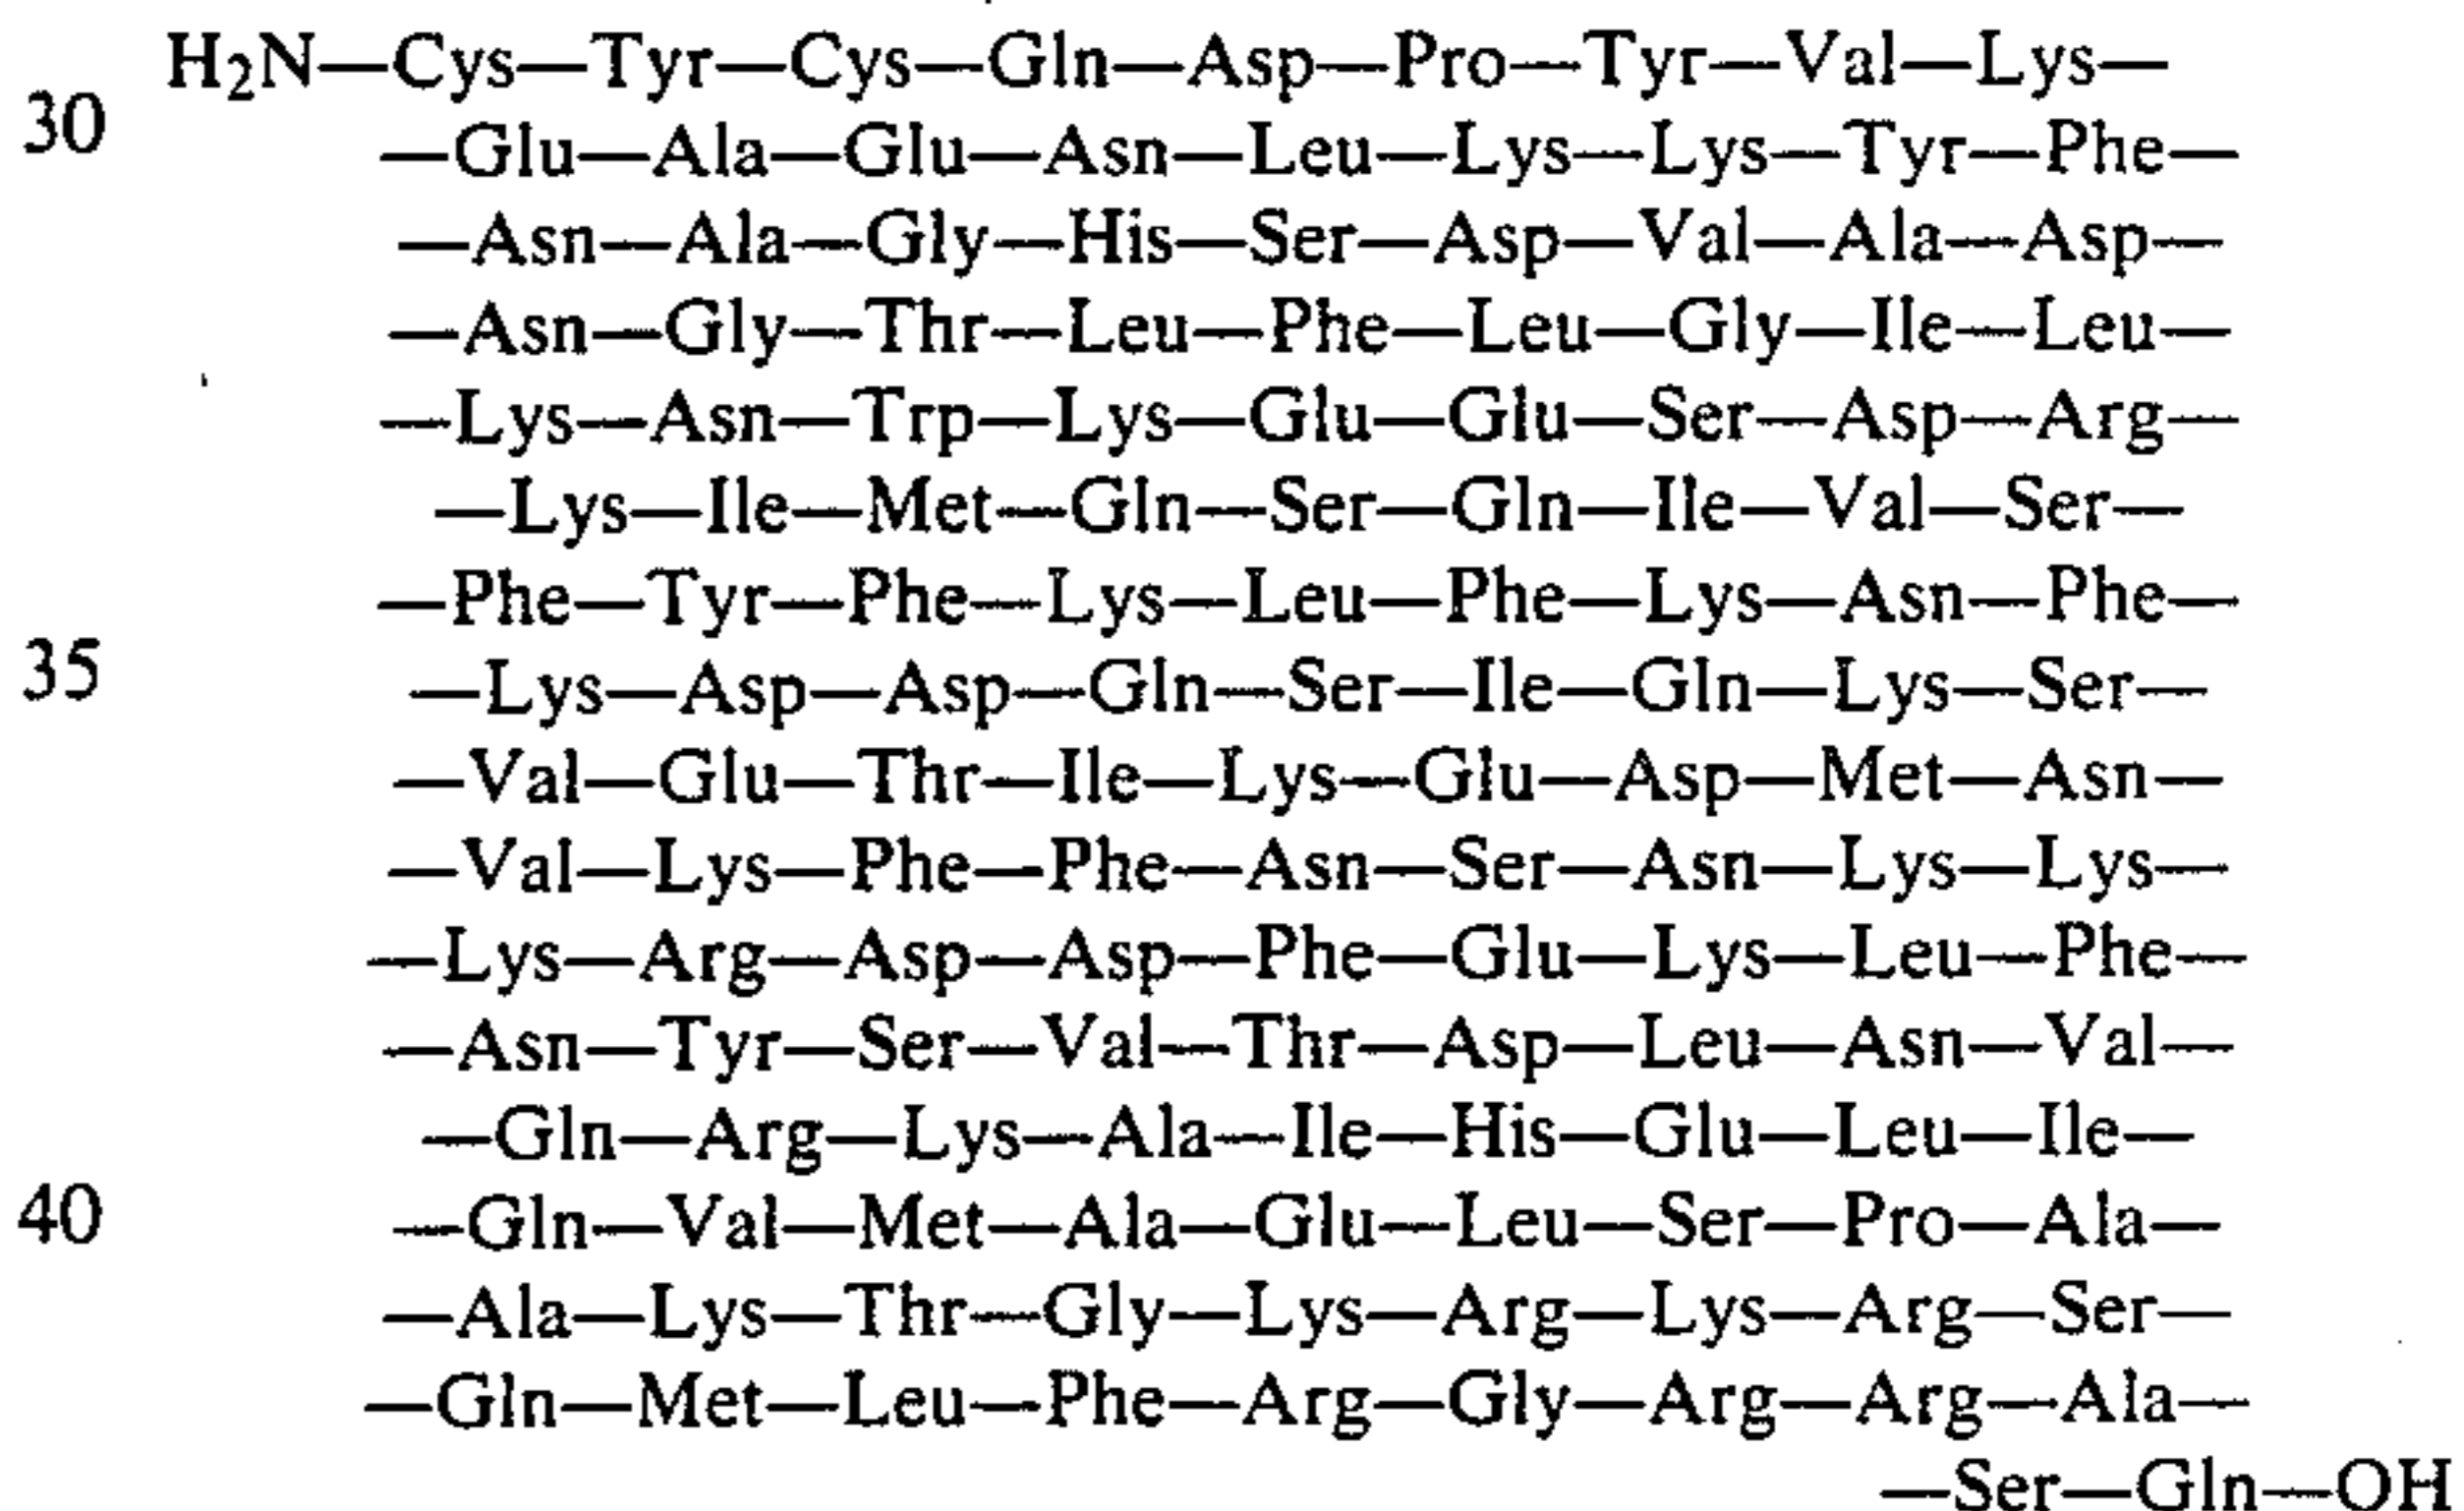 H₂N—Cys—Tyr—Cys—Gln—Asp—Pro—Tyr—Val—Lys—
30
—Glu—Ala—Glu—Asn—Leu—Lys—Lys—Tyr—Phe—
—Asn—Ala—Gly—His—Ser—Asp—Val—Ala—Asp—
—Asn—Gly—Thr—Leu—Phe—Leu—Gly—Ile—Leu—
—Lys—Asn—Trp—Lys—Glu—Glu—Ser—Asp—Arg—
—Lys—Ile—Met—Gln—Ser—Gln—Ile—Val—Ser—
—Phe—Tyr—Phe—Lys—Leu—Phe—Lys—Asn—Phe—
35
—Lys—Asp—Asp—Gln—Ser—Ile—Gln—Lys—Ser—
—Val—Glu—Thr—Ile—Lys—Glu—Asp—Met—Asn—
—Val—Lys—Phe—Phe—Asn—Ser—Asn—Lys—Lys—
—Lys—Arg—Asp—Asp—Phe—Glu—Lys—Leu—Phe—
—Asn—Tyr—Ser—Val—Thr—Asp—Leu—Asn—Val—
—Gln—Arg—Lys—Ala—Ile—His—Glu—Leu—Ile—
40
—Gln—Val—Met—Ala—Glu—Leu—Ser—Pro—Ala—
—Ala—Lys—Thr—Gly—Lys—Arg—Lys—Arg—Ser—
—Gln—Met—Leu—Phe—Arg—Gly—Arg—Arg—Ala—
—Ser—Gln—OH